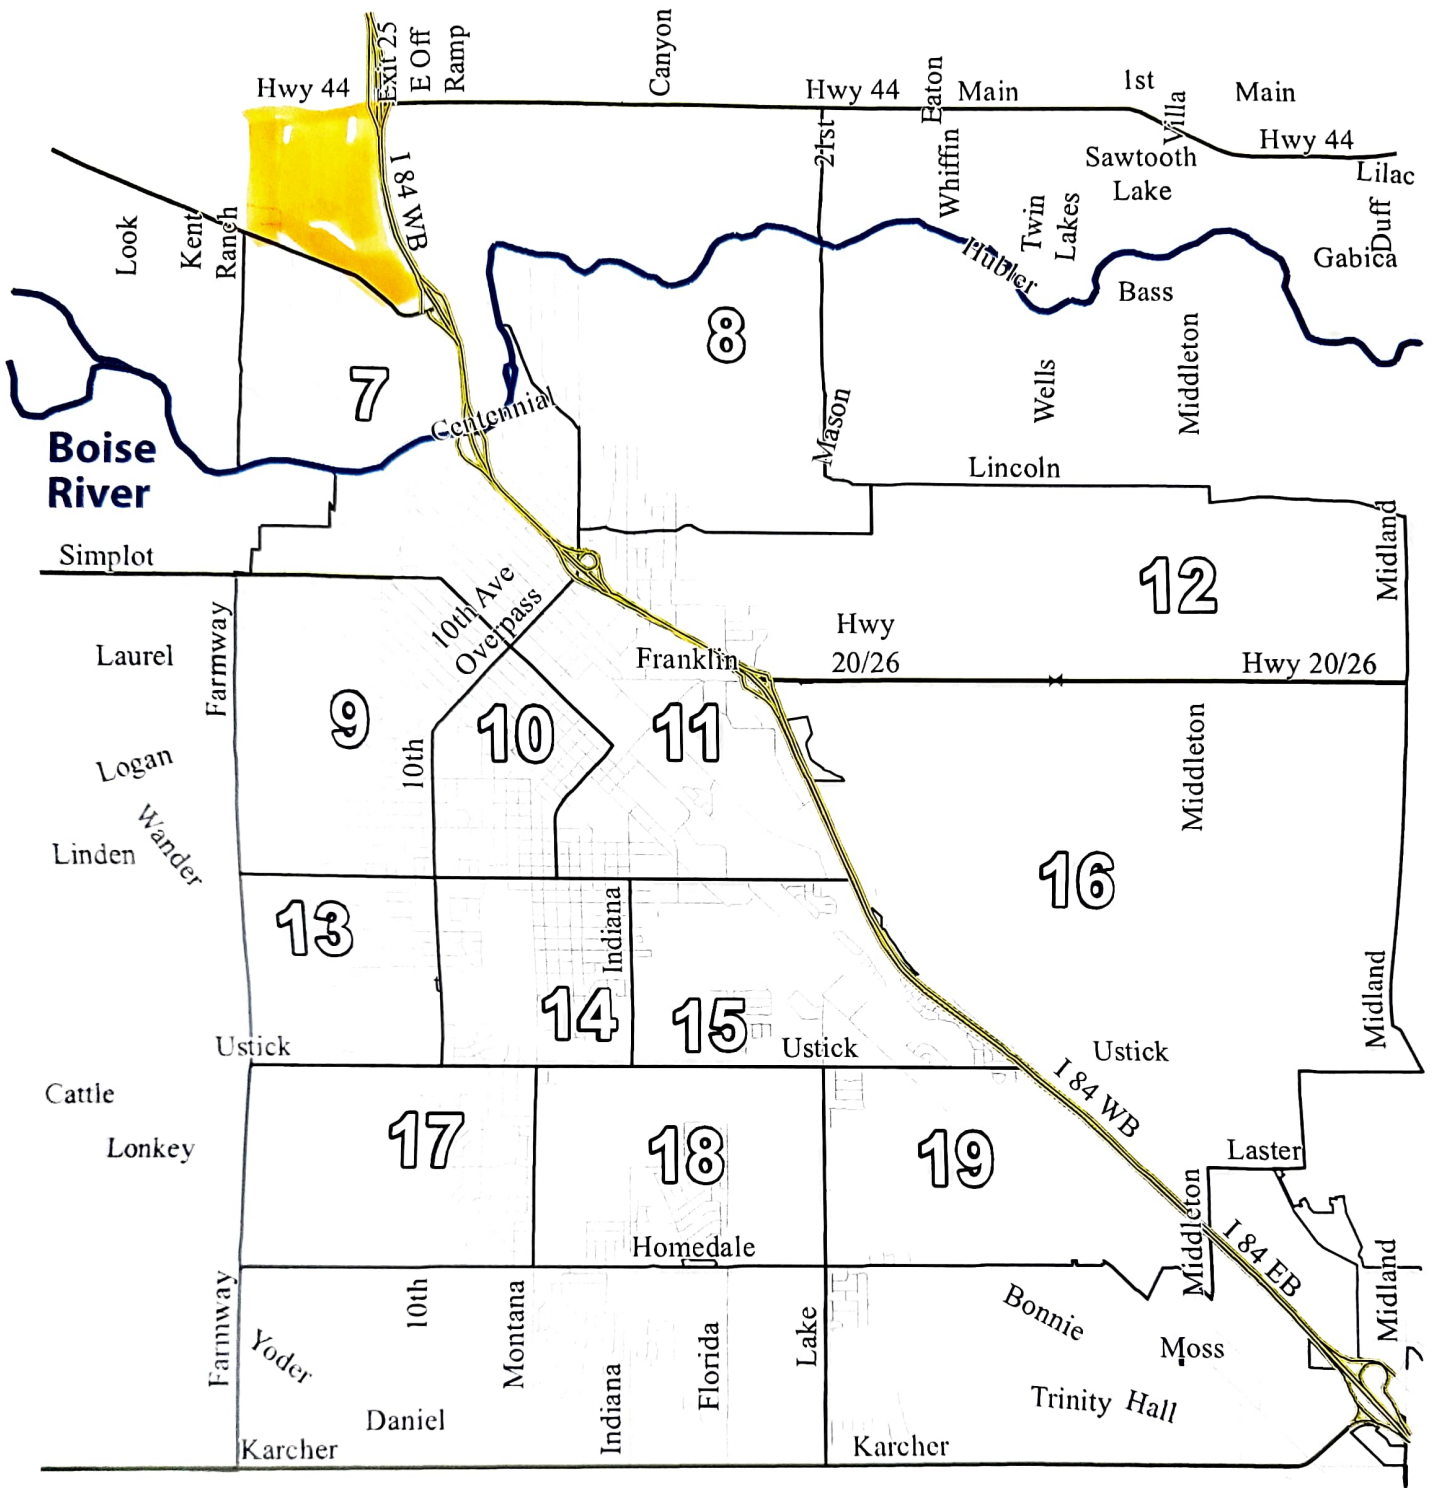 Hwy 44
Exit 25
E Off
Ramp
Canyon
Hwy 44
Eaton
Main
1st
Villa
Main
Hwy 44
21st
Whiffin
Sawtooth
Lake
Lilac
Duff
Gabica
Look
Kent
Ranch
I 84 WB
Twin
Lakes
Hubler
Bass
8
7
Wells
Middleton
Centennial
Mason
Boise
River
Lincoln
Midland
Simplot
12
10th Ave
Overpass
Hwy
20/26
Hwy 20/26
Laurel
Farmway
Franklin
9
10
11
10th
Middleton
Logan
Wander
Linden
16
13
Indiana
14
15
Midland
Ustick
Ustick
Ustick
Cattle
I 84 WB
Lonkey
17
18
19
Laster
Middleton
Homedale
I 84 EB
Midland
Farmway
10th
Montana
Bonnie
Yoder
Indiana
Florida
Lake
Moss
Trinity Hall
Daniel
Karcher
Karcher